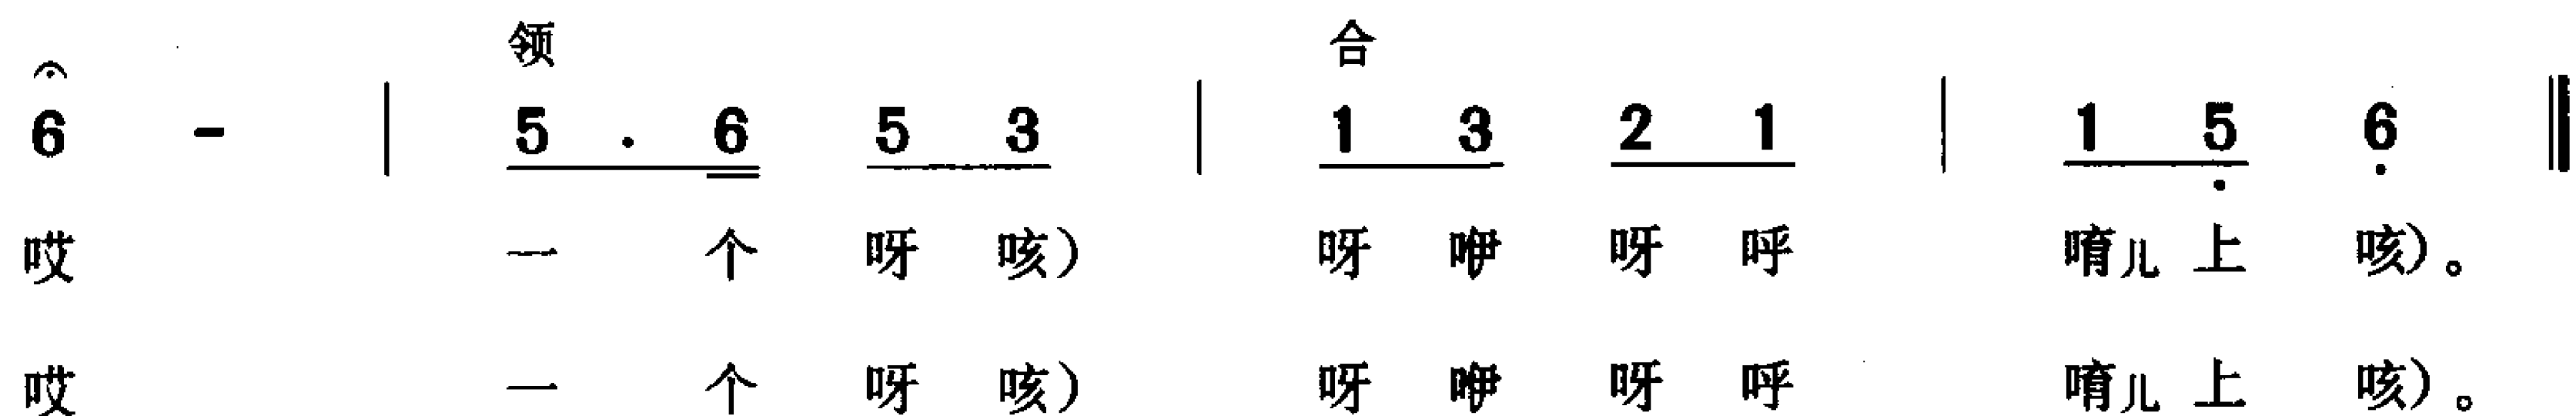 领 合
6 - | 5 . 6 5 3 | 1 3 2 1 | 1 5 6 ‖
哎 一 个 呀 咳) 呀 咿 呀 呼 唷儿 上 咳)。
哎 一 个 呀 咳) 呀 咿 呀 呼 唷儿 上 咳)。